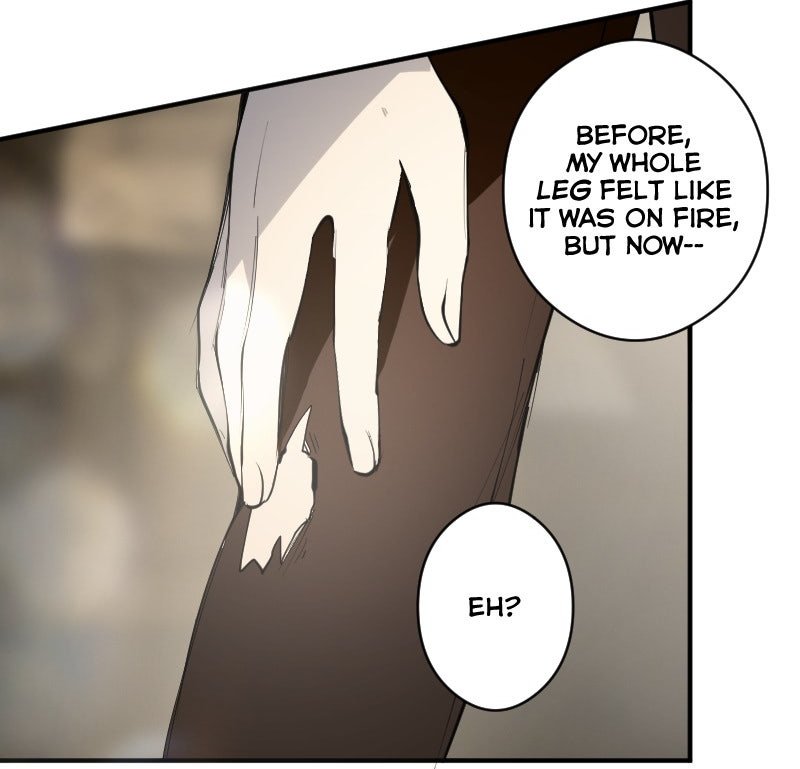 BEFORE,
MY WHOLE
LEG FELT LIKE
IT WAS ON FIRE,
BUT NOW--
EH?